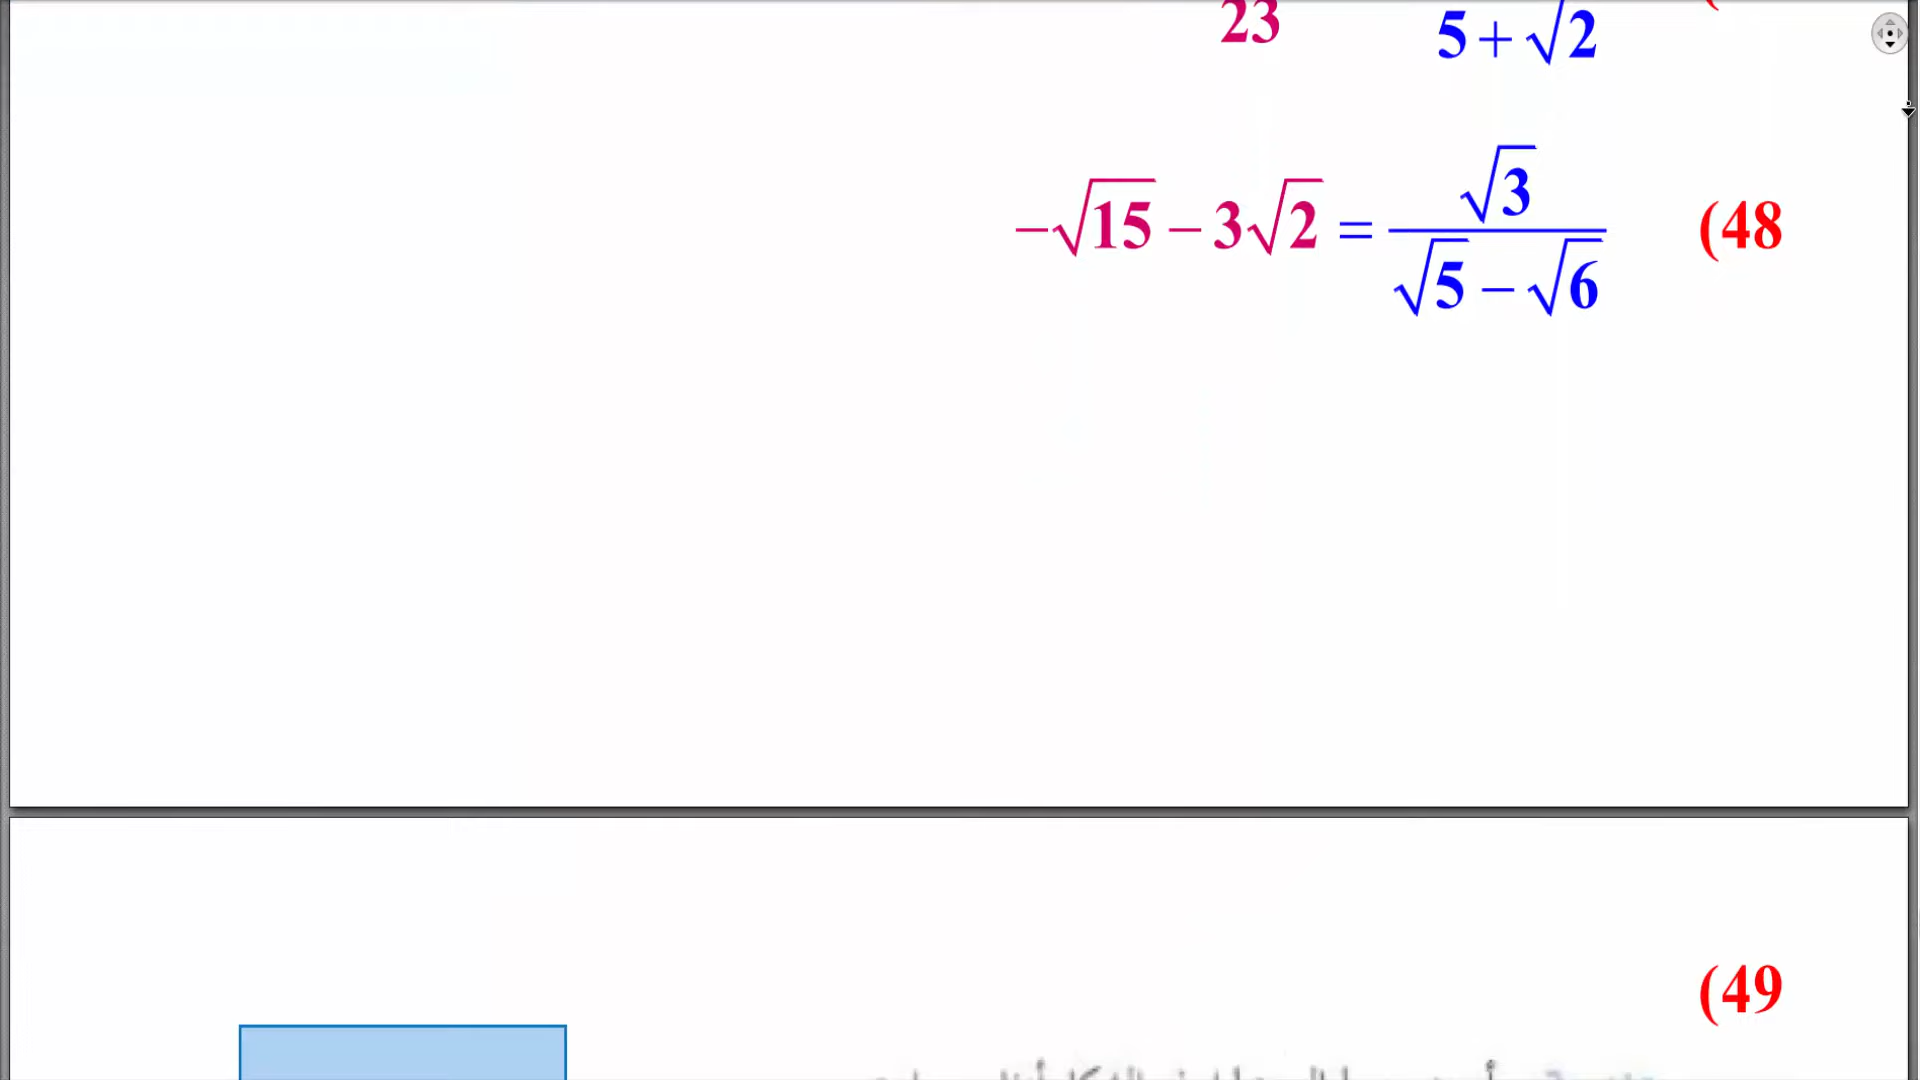 23
5 + √2
(48
√3 / (√5 − √6) = −√15 − 3√2
(49